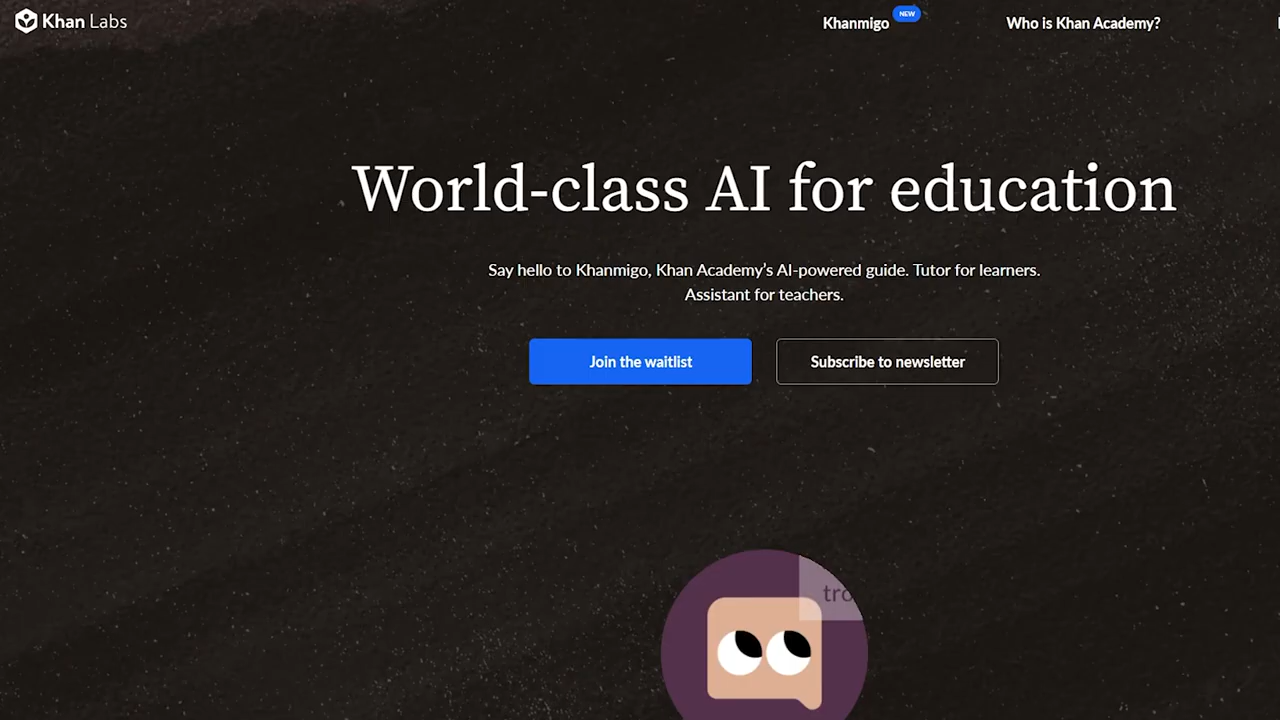 Khan Labs
Khanmigo NEW
Who is Khan Academy?
World-class AI for education
Say hello to Khanmigo, Khan Academy’s AI-powered guide. Tutor for learners.
Assistant for teachers.
Join the waitlist
Subscribe to newsletter